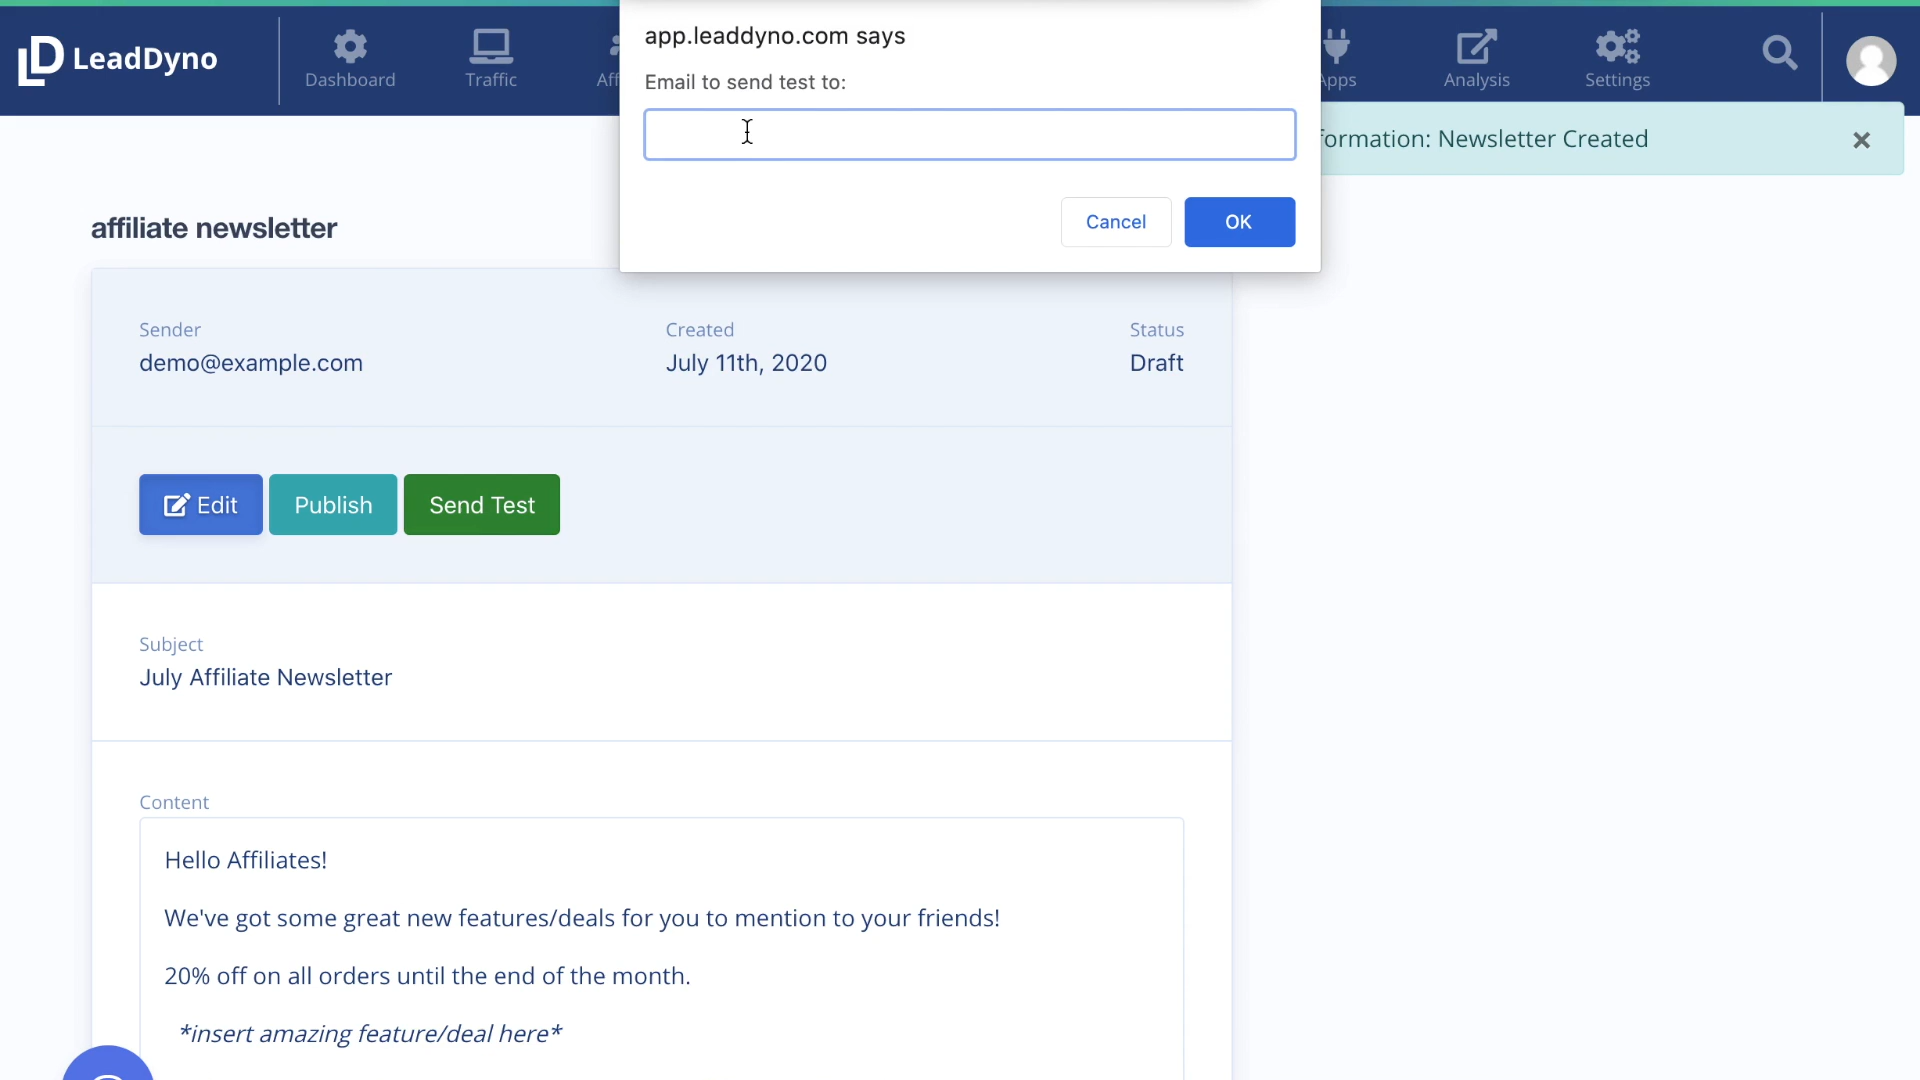 LeadDyno
Dashboard
Traffic
Aff
app.leaddyno.com says
Email to send test to:
Cancel
OK
Apps
Analysis
Settings
formation: Newsletter Created
×
affiliate newsletter
Sender
demo@example.com
Created
July 11th, 2020
Status
Draft
Edit
Publish
Send Test
Subject
July Affiliate Newsletter
Content
Hello Affiliates!
We've got some great new features/deals for you to mention to your friends!
20% off on all orders until the end of the month.
*insert amazing feature/deal here*